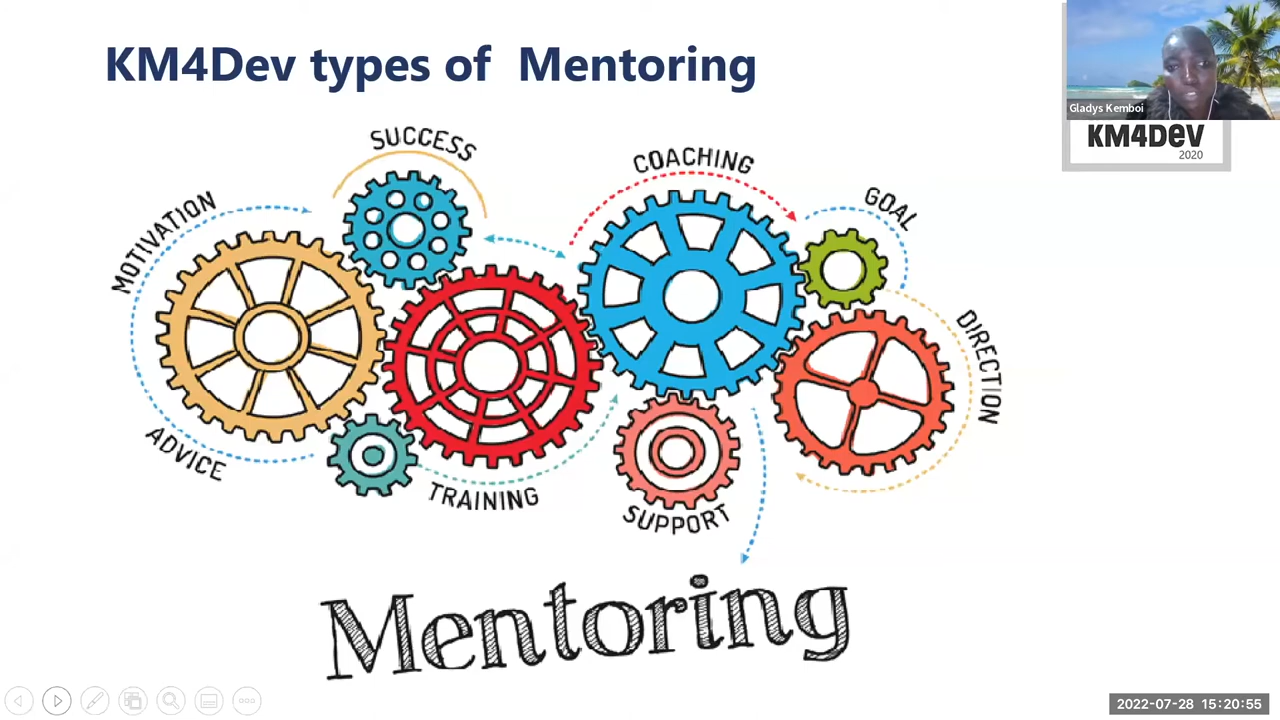 KM4Dev types of Mentoring
Gladys Kemboi
KM4DEV
2020
SUCCESS
COACHING
MOTIVATION
GOAL
DIRECTION
ADVICE
TRAINING
SUPPORT
Mentoring
2022-07-28 15:20:55